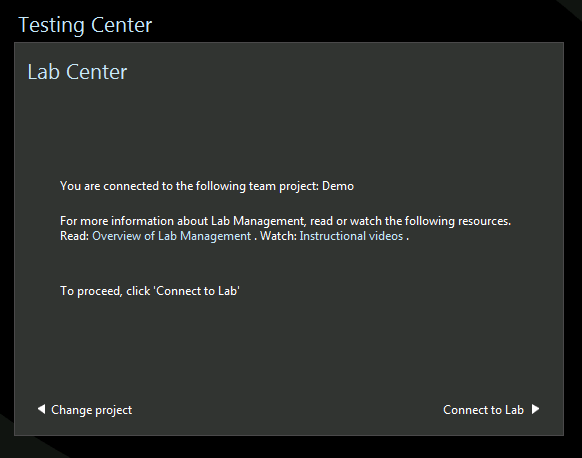 Testing Center
Lab Center
You are connected to the following team project: Demo
For more information about Lab Management, read or watch the following resources.
Read: Overview of Lab Management . Watch: Instructional videos .
To proceed, click 'Connect to Lab'
Change project
Connect to Lab